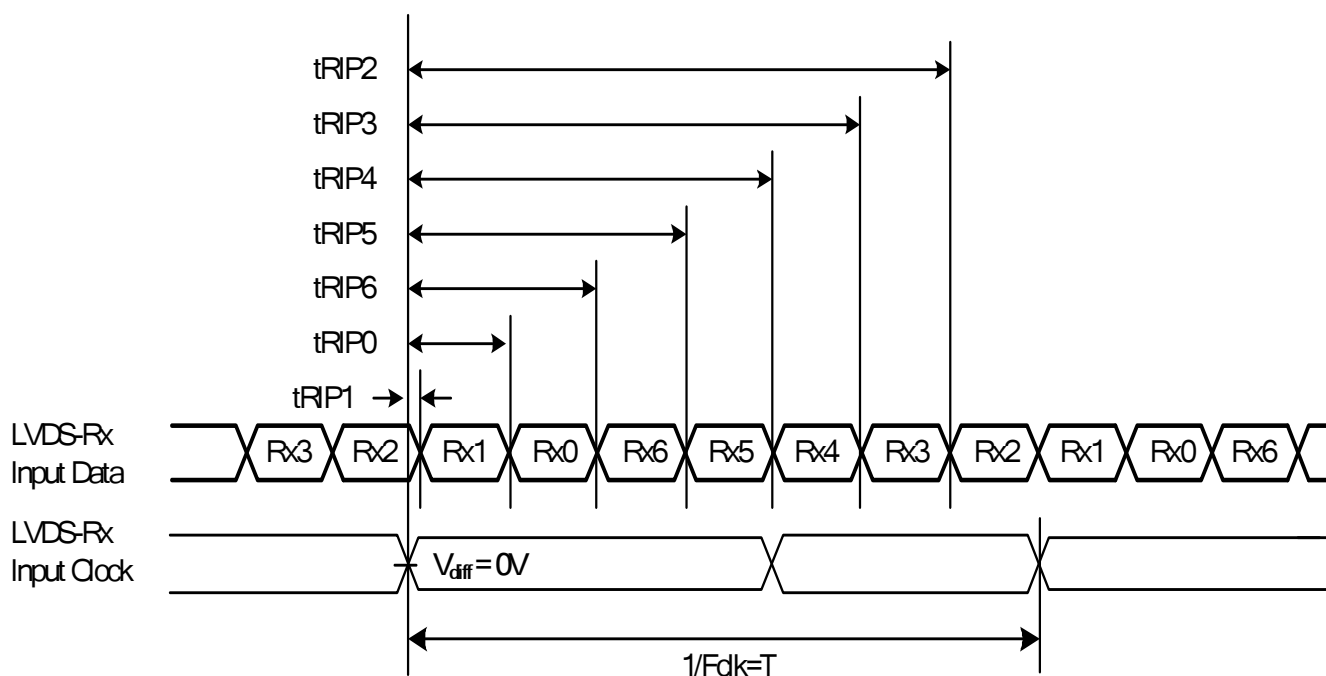 tRIP2
tRIP3
tRIP4
tRIP5
tRIP6
tRIP0
tRIP1
LVDS-Rx
Input Data
Rx3 Rx2 Rx1 Rx0 Rx6 Rx5 Rx4 Rx3 Rx2 Rx1 Rx0 Rx6
LVDS-Rx
Input Clock
Vdiff = 0V
1/Fclk=T